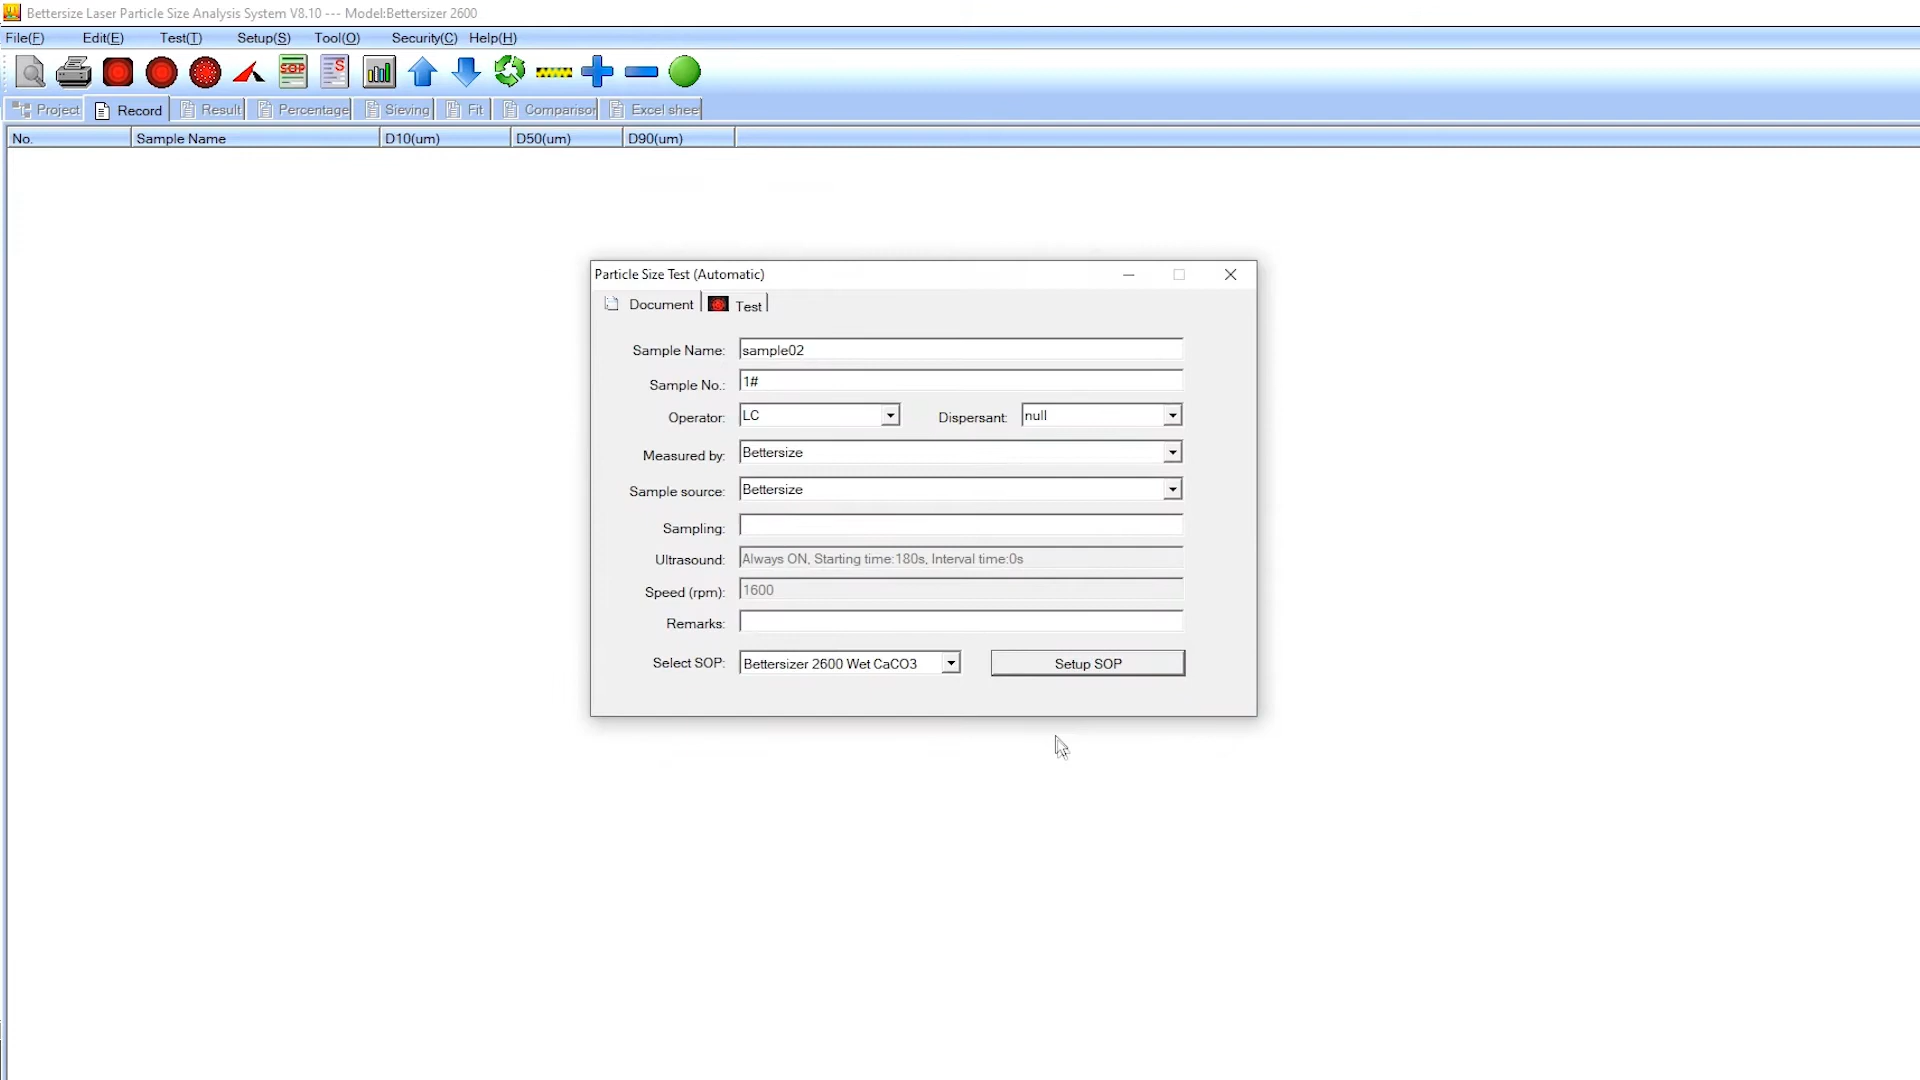 Bettersize Laser Particle Size Analysis System V8.10 --- Model:Bettersizer 2600
File(F) Edit(E) Test(T) Setup(S) Tool(O) Security(C) Help(H)
SOP S
Project Record Result Percentage Sieving Fit Comparisor Excel sheet
No. Sample Name D10(um) D50(um) D90(um)
Particle Size Test (Automatic)
Document Test
Sample Name: sample02
Sample No.: 1#
Operator: LC Dispersant: null
Measured by: Bettersize
Sample source: Bettersize
Sampling:
Ultrasound: Always ON, Starting time:180s, Interval time:0s
Speed (rpm): 1600
Remarks:
Select SOP: Bettersizer 2600 Wet CaCO3 Setup SOP